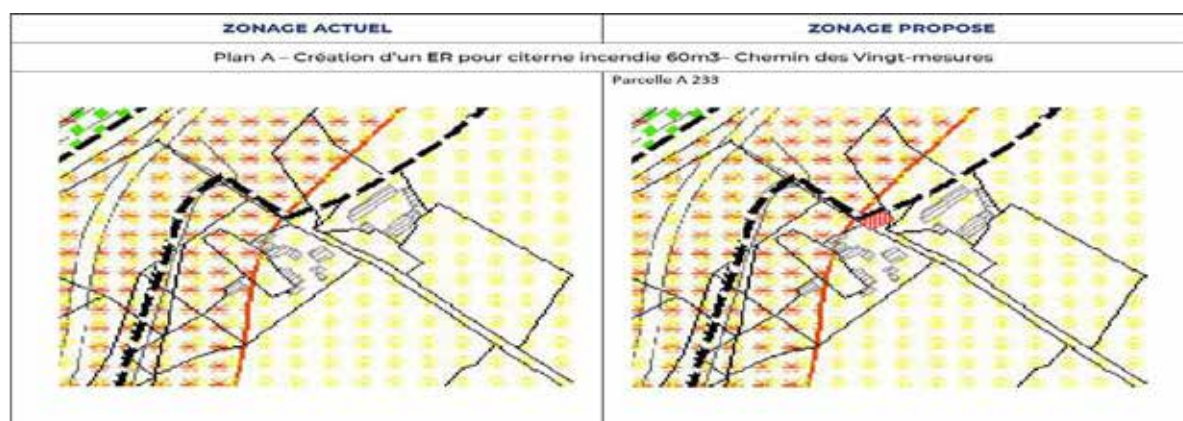 ZONAGE ACTUEL
ZONAGE PROPOSE
Plan A – Création d'un ER pour citerne incendie 60m3– Chemin des Vingt-mesures
Parcelle A 233